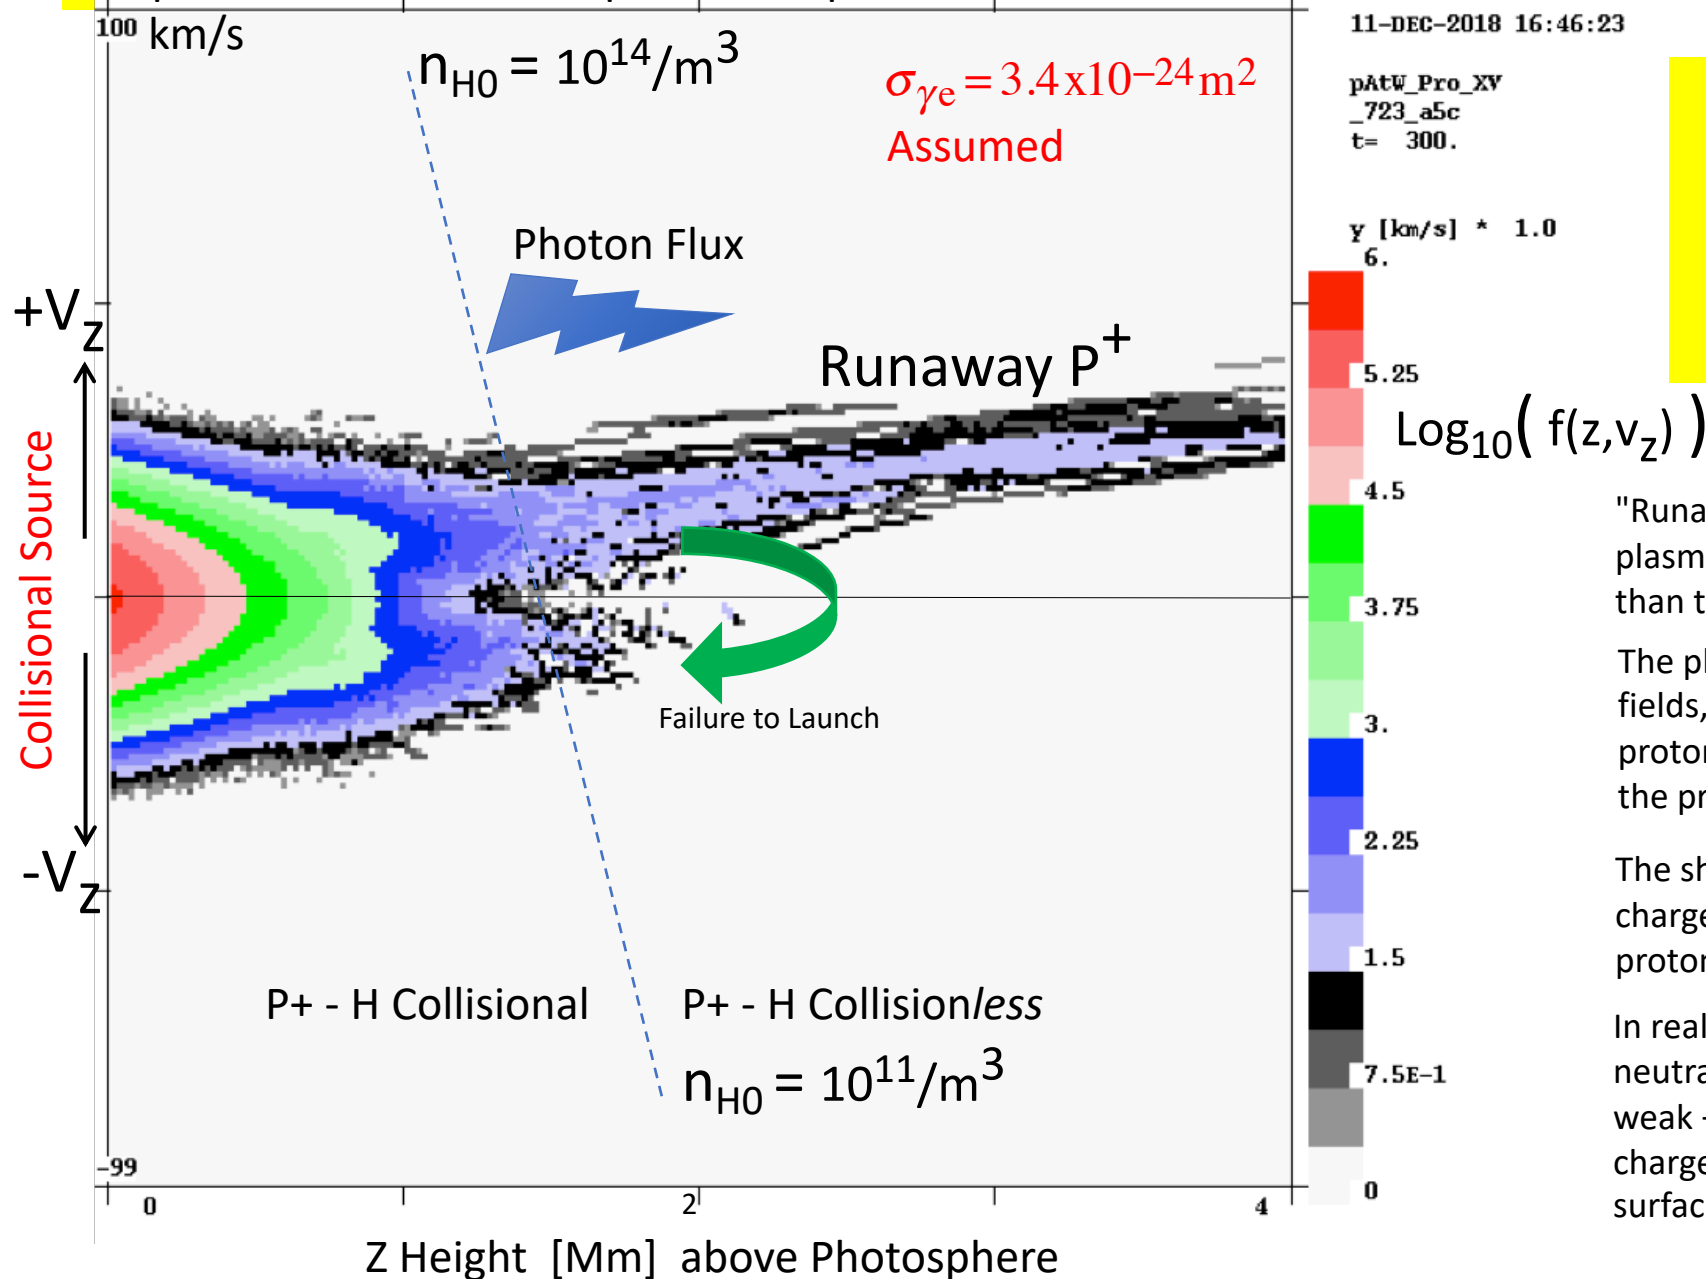 100 km/s
n_H0 = 10^14/m^3
σ_γe = 3.4x10^−24 m^2
Assumed
11-DEC-2018 16:46:23
pAtW_Pro_XV
_723_a5c
t= 300.
y [km/s] * 1.0
Photon Flux
+V_z
Runaway P^+
Collisional Source
Failure to Launch
-V_z
P+ - H Collisional
P+ - H Collisionless
n_H0 = 10^11/m^3
-99
0
2
4
Z Height [Mm] above Photosphere
6.
5.25
4.5
3.75
3.
2.25
1.5
7.5E-1
0
Log10( f(z,v_z) )
"Runa
plasm
than t
The pl
fields,
proton
the pr
The sh
charge
proton
In real
neutra
weak -
charge
surfac